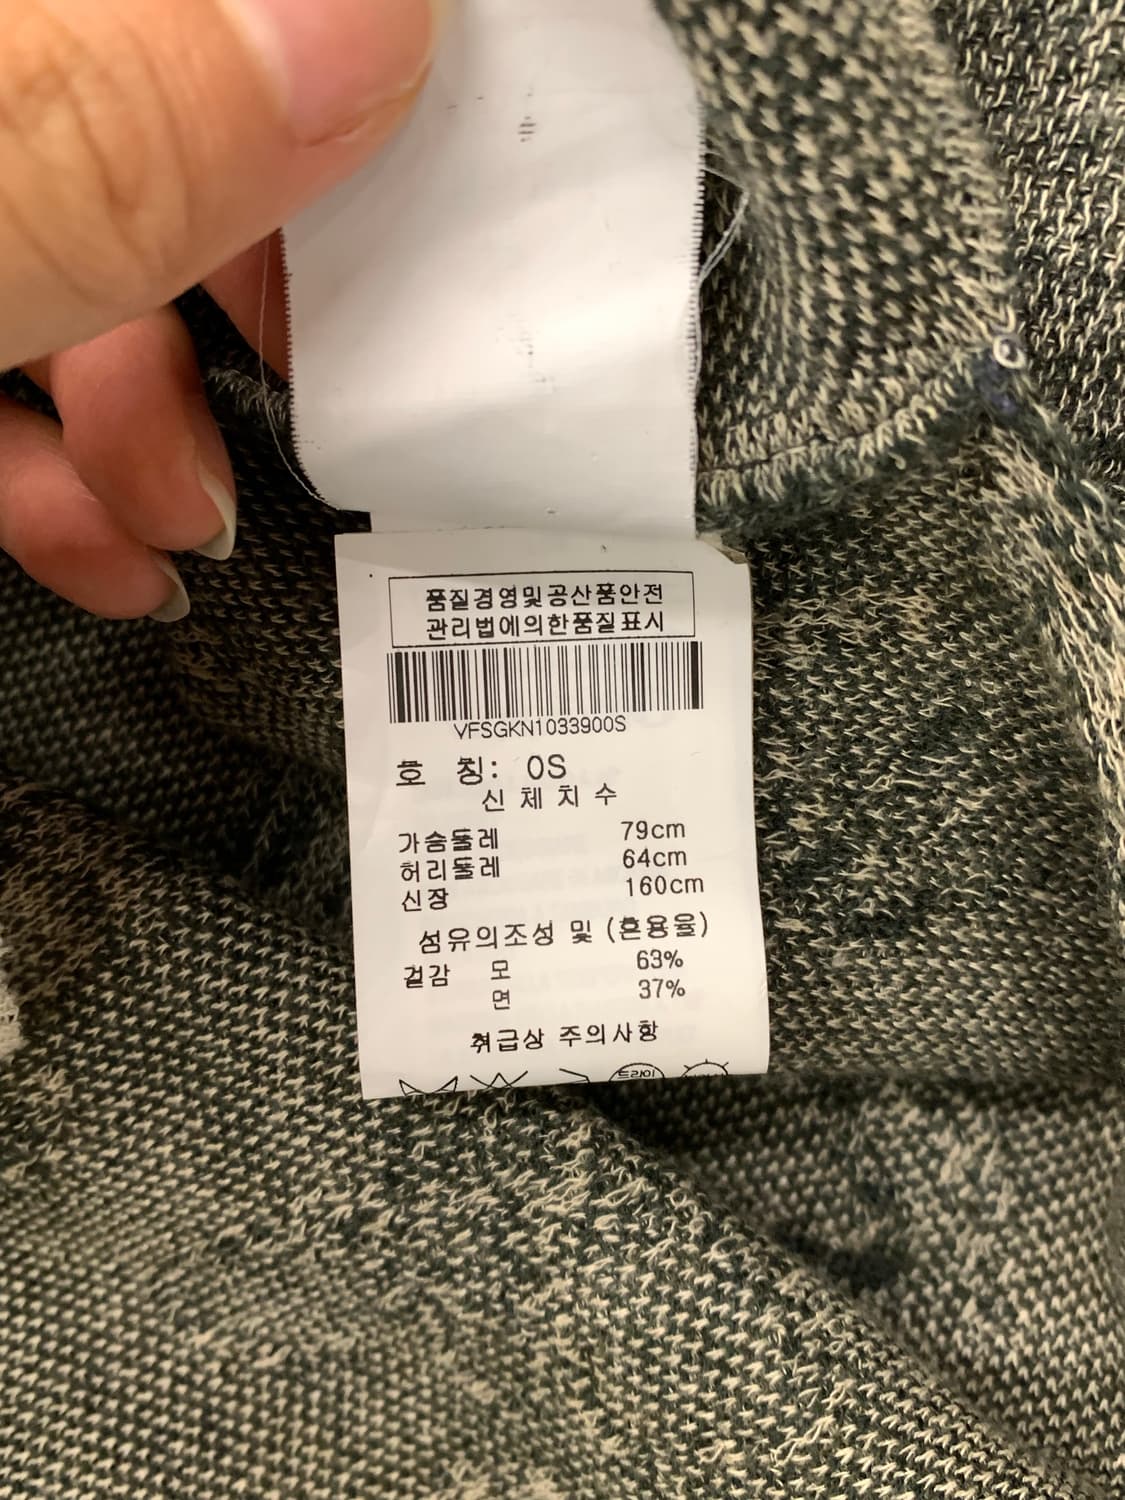 품질경영및공산품안전
관리법에의한품질표시
VFSGKN1033900S
호 칭: 0S
신체치수
가슴둘레 79cm
허리둘레 64cm
신장 160cm
섬유의조성 및 (혼용율)
겉감 모 63%
면 37%
취급상 주의사항
드라이